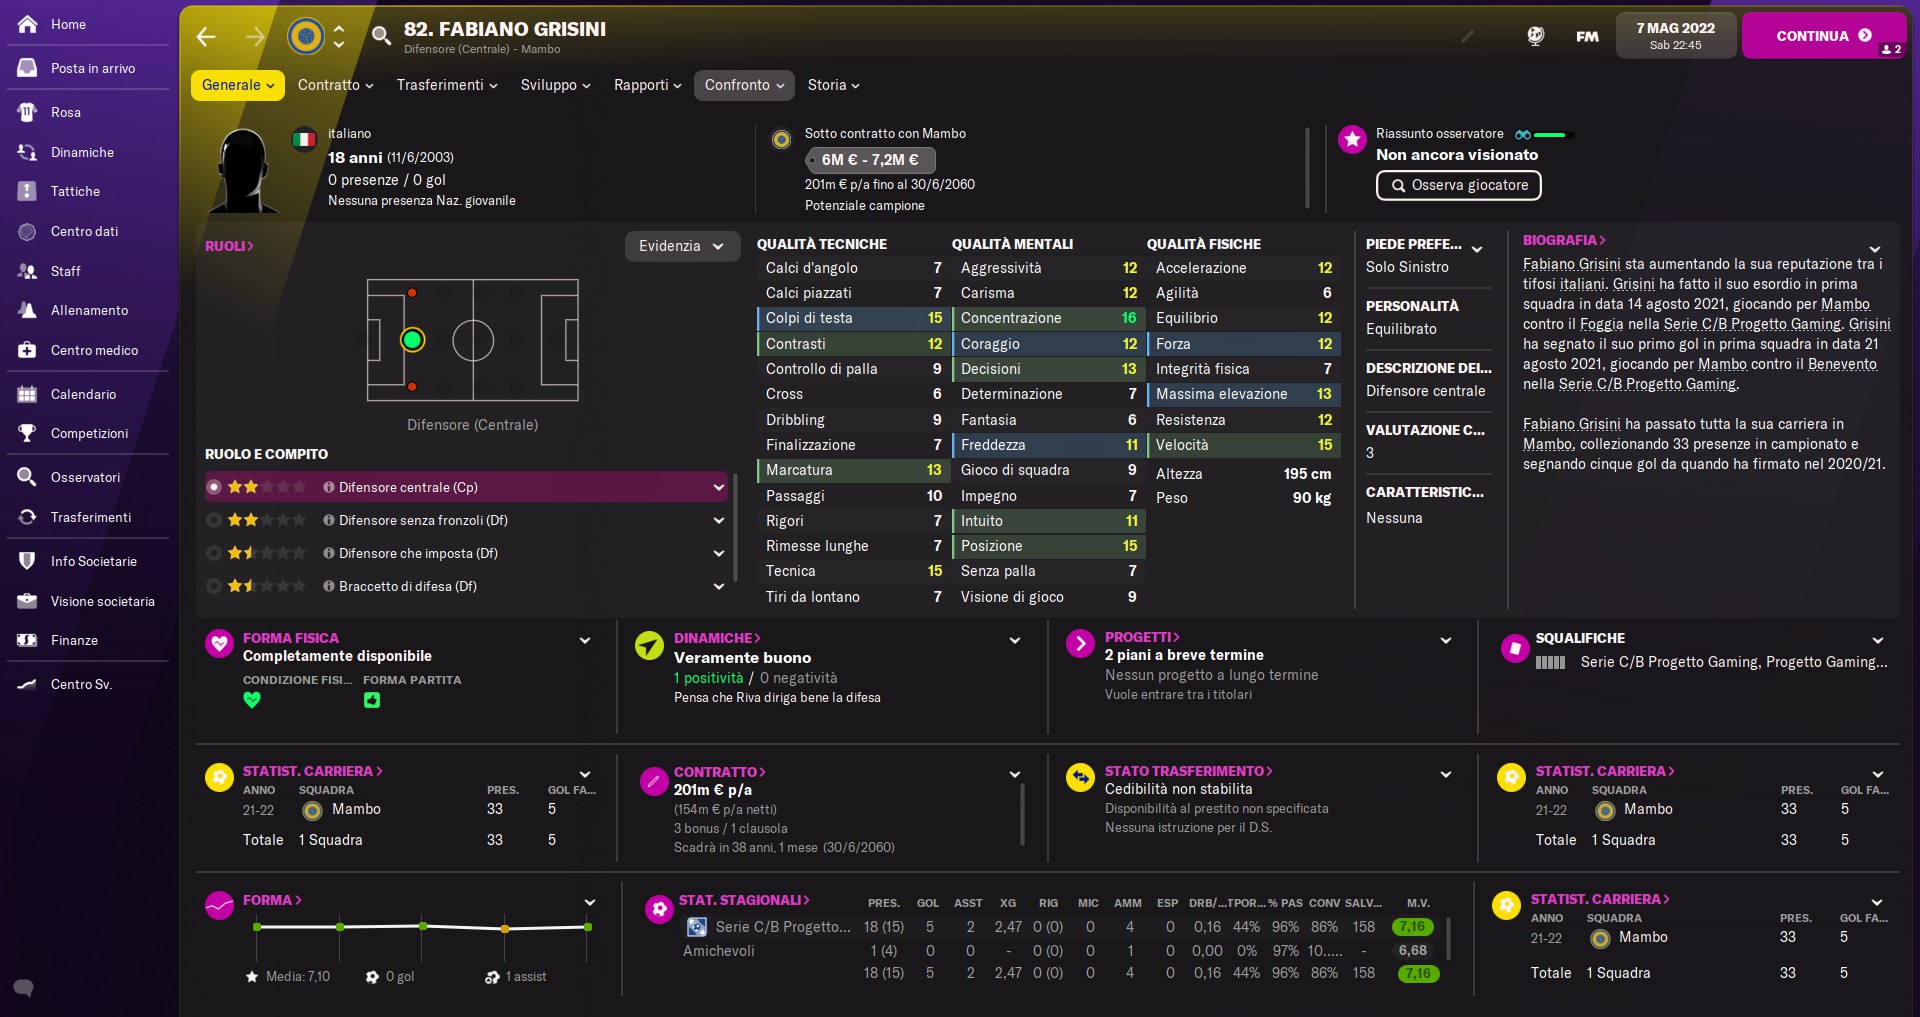 Home
Posta in arrivo
Rosa
Dinamiche
Tattiche
Centro dati
Staff
Allenamento
Centro medico
Calendario
Competizioni
Osservatori
Trasferimenti
Info Societarie
Visione societaria
Finanze
Centro Sv.
82. FABIANO GRISINI
Difensore (Centrale) - Mambo
FM
7 MAG 2022
Sab 22:45
CONTINUA
2
Generale
Contratto
Trasferimenti
Sviluppo
Rapporti
Confronto
Storia
italiano
18 anni (11/6/2003)
0 presenze / 0 gol
Nessuna presenza Naz. giovanile
Sotto contratto con Mambo
6M € - 7,2M €
201m € p/a fino al 30/6/2060
Potenziale campione
Riassunto osservatore
Non ancora visionato
Osserva giocatore
RUOLI>
Evidenzia
Difensore (Centrale)
RUOLO E COMPITO
Difensore centrale (Cp)
Difensore senza fronzoli (Df)
Difensore che imposta (Df)
Braccetto di difesa (Df)
QUALITÀ TECNICHE
Calci d'angolo 7
Calci piazzati 7
Colpi di testa 15
Contrasti 12
Controllo di palla 9
Cross 6
Dribbling 9
Finalizzazione 7
Marcatura 13
Passaggi 10
Rigori 7
Rimesse lunghe 7
Tecnica 15
Tiri da lontano 7
QUALITÀ MENTALI
Aggressività 12
Carisma 12
Concentrazione 16
Coraggio 12
Decisioni 13
Determinazione 7
Fantasia 6
Freddezza 11
Gioco di squadra 9
Impegno 7
Intuito 11
Posizione 15
Senza palla 7
Visione di gioco 9
QUALITÀ FISICHE
Accelerazione 12
Agilità 6
Equilibrio 12
Forza 12
Integrità fisica 7
Massima elevazione 13
Resistenza 12
Velocità 15
Altezza 195 cm
Peso 90 kg
PIEDE PREFE...
Solo Sinistro
PERSONALITÀ
Equilibrato
DESCRIZIONE DEI...
Difensore centrale
VALUTAZIONE C...
3
CARATTERISTIC...
Nessuna
BIOGRAFIA>
Fabiano Grisini sta aumentando la sua reputazione tra i
tifosi italiani. Grisini ha fatto il suo esordio in prima
squadra in data 14 agosto 2021, giocando per Mambo
contro il Foggia nella Serie C/B Progetto Gaming. Grisini
ha segnato il suo primo gol in prima squadra in data 21
agosto 2021, giocando per Mambo contro il Benevento
nella Serie C/B Progetto Gaming.
Fabiano Grisini ha passato tutta la sua carriera in
Mambo, collezionando 33 presenze in campionato e
segnando cinque gol da quando ha firmato nel 2020/21.
FORMA FISICA
Completamente disponibile
CONDIZIONE FISI... FORMA PARTITA
DINAMICHE>
Veramente buono
1 positività / 0 negatività
Pensa che Riva diriga bene la difesa
PROGETTI>
2 piani a breve termine
Nessun progetto a lungo termine
Vuole entrare tra i titolari
SQUALIFICHE
Serie C/B Progetto Gaming, Progetto Gaming...
STATIST. CARRIERA>
ANNO SQUADRA PRES. GOL FA...
21-22 Mambo 33 5
Totale 1 Squadra 33 5
CONTRATTO>
201m € p/a
(154m € p/a netti)
3 bonus / 1 clausola
Scadrà in 38 anni, 1 mese (30/6/2060)
STATO TRASFERIMENTO>
Cedibilità non stabilita
Disponibilità al prestito non specificata
Nessuna istruzione per il D.S.
STATIST. CARRIERA>
ANNO SQUADRA PRES. GOL FA...
21-22 Mambo 33 5
Totale 1 Squadra 33 5
FORMA>
Media: 7,10 0 gol 1 assist
STAT. STAGIONALI> PRES. GOL ASST XG RIG MIC AMM ESP DRB/...TPOR...% PAS CONV SALV... M.V.
Serie C/B Progetto... 18 (15) 5 2 2,47 0 (0) 0 4 0 0,16 44% 96% 86% 158 7,16
Amichevoli 1 (4) 0 0 - 0 (0) 0 1 0 0,00 0% 97% 10..... - 6,68
18 (15) 5 2 2,47 0 (0) 0 4 0 0,16 44% 96% 86% 158 7,16
STATIST. CARRIERA>
ANNO SQUADRA PRES. GOL FA...
21-22 Mambo 33 5
Totale 1 Squadra 33 5